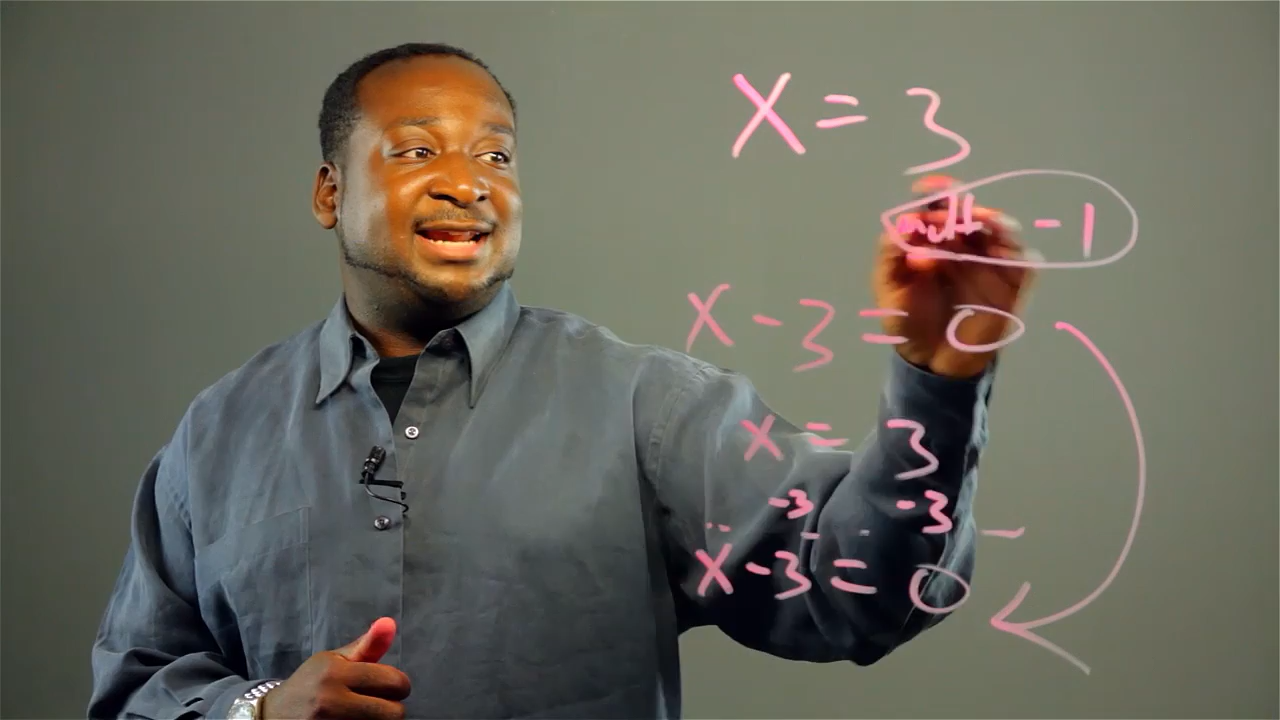 X = 3
mult -1
X - 3 = 0
X = 3
-3 -3
X - 3 = 0